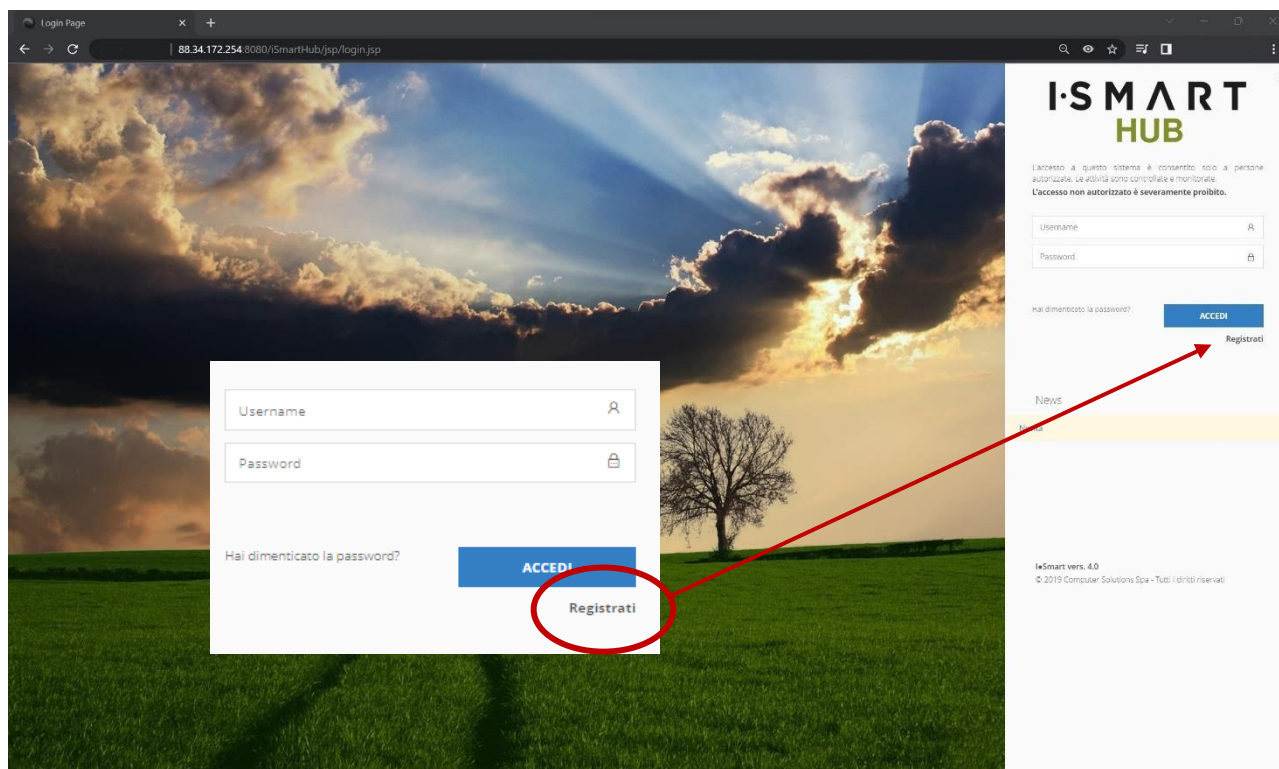 Login Page
88.34.172.254:8080/iSmartHub/jsp/login.jsp
I·SMART
HUB
L'accesso a questo sistema è consentito solo a persone
autorizzate. Le attività sono controllate e monitorate.
L'accesso non autorizzato è severamente proibito.
Username
Password
Hai dimenticato la password?
ACCEDI
Registrati
News
Username
Password
Hai dimenticato la password?
ACCEDI
Registrati
I•Smart vers. 4.0
© 2019 Computer Solutions Spa - Tutti i diritti riservati